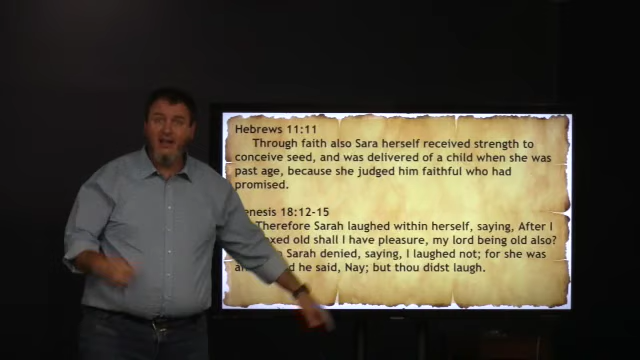 Hebrews 11:11
Through faith also Sara herself received strength to
conceive seed, and was delivered of a child when she was
past age, because she judged him faithful who had
promised.
enesis 18:12-15
Therefore Sarah laughed within herself, saying, After I
old shall I have pleasure, my lord being old also?
Sarah denied, saying, I laughed not; for she was
he said, Nay; but thou didst laugh.